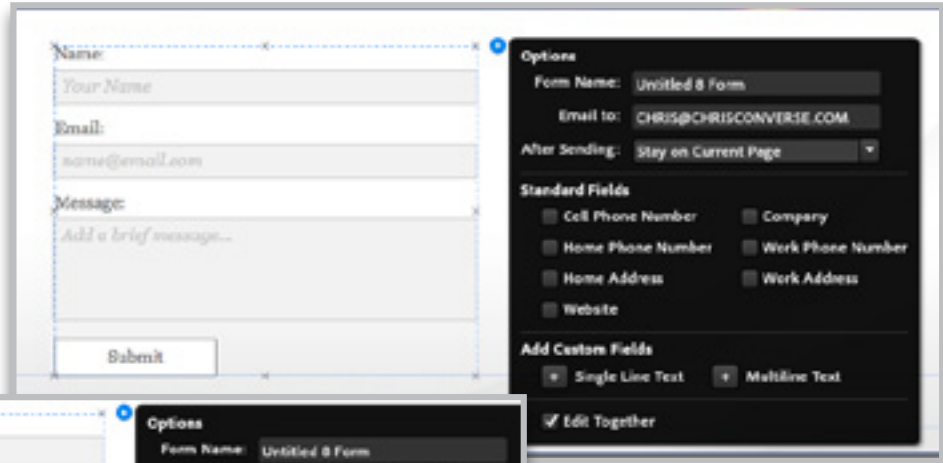 Name:
Your Name
Email:
name@email.com
Message:
Add a brief message...
Submit
Options
Form Name: Untitled 8 Form
Email to: CHRIS@CHRISCONVERSE.COM
After Sending: Stay on Current Page
Standard Fields
Cell Phone Number Company
Home Phone Number Work Phone Number
Home Address Work Address
Website
Add Custom Fields
+ Single Line Text + Multiline Text
Edit Together
Options
Form Name: Untitled 8 Form